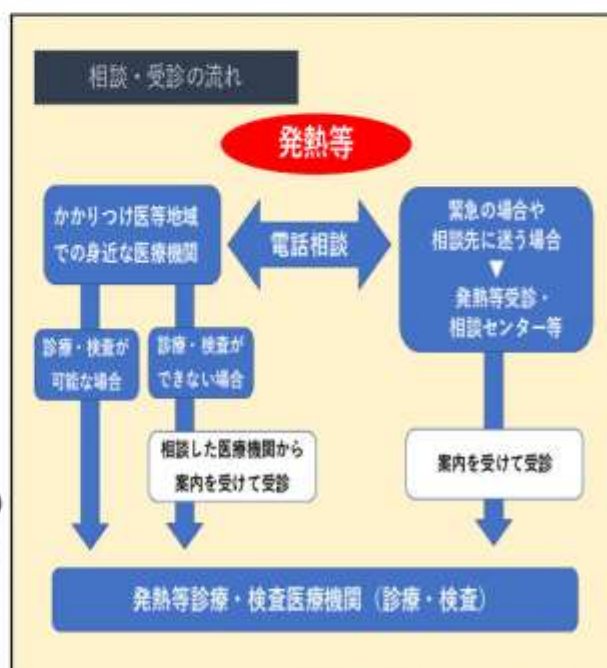 相談・受診の流れ
発熱等
かかりつけ医等地域
での身近な医療機関
電話相談
緊急の場合や
相談先に迷う場合
▼
発熱等受診・
相談センター等
診療・検査が
可能な場合
診療・検査が
できない場合
相談した医療機関から
案内を受けて受診
案内を受けて受診
発熱等診療・検査医療機関（診療・検査）